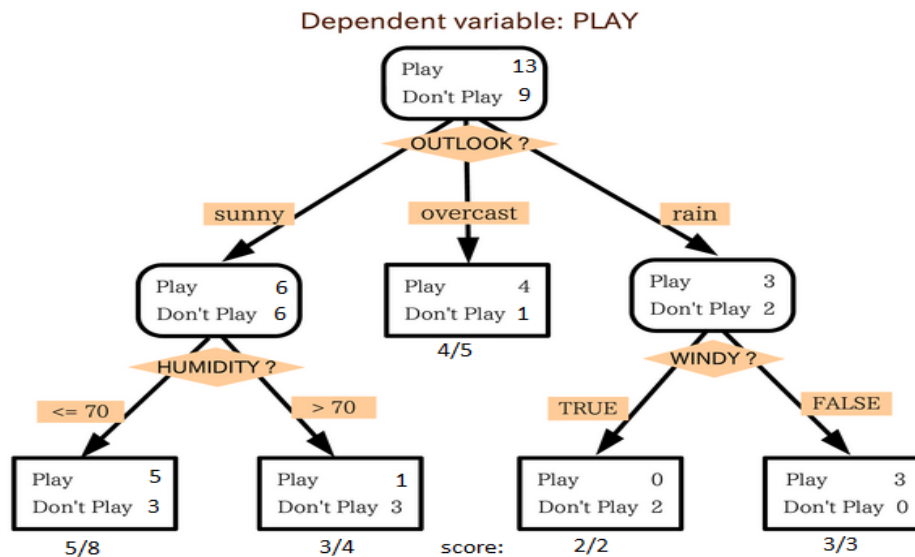 Dependent variable: PLAY
Play 13
Don't Play 9
OUTLOOK ?
sunny
overcast
rain
Play 6
Don't Play 6
Play 4
Don't Play 1
4/5
Play 3
Don't Play 2
HUMIDITY ?
WINDY ?
<= 70
> 70
TRUE
FALSE
Play 5
Don't Play 3
Play 1
Don't Play 3
Play 0
Don't Play 2
Play 3
Don't Play 0
5/8
3/4
score:
2/2
3/3